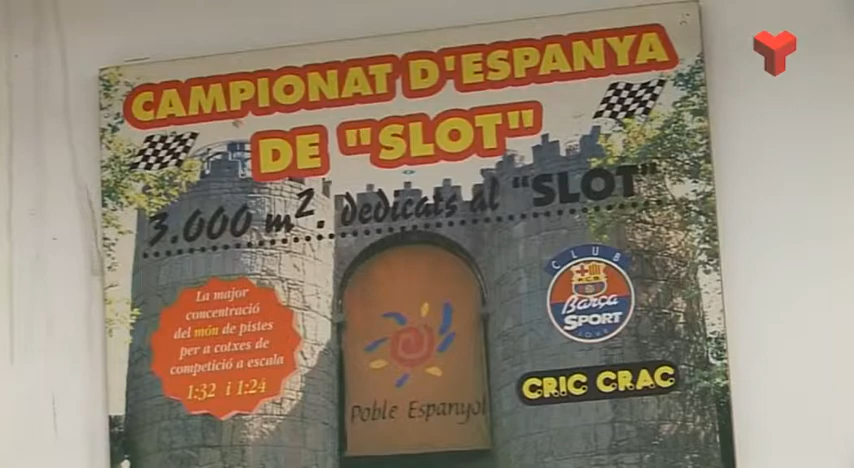 CAMPIONAT D'ESPANYA
DE "SLOT"
3.000 m². dedicats al "SLOT"
La major
concentració
del món de pistes
per a cotxes de
competició a escala
1:32 i 1:24
CLUB
F C B
Barça
SPORT
CRIC CRAC
Poble Espanyol